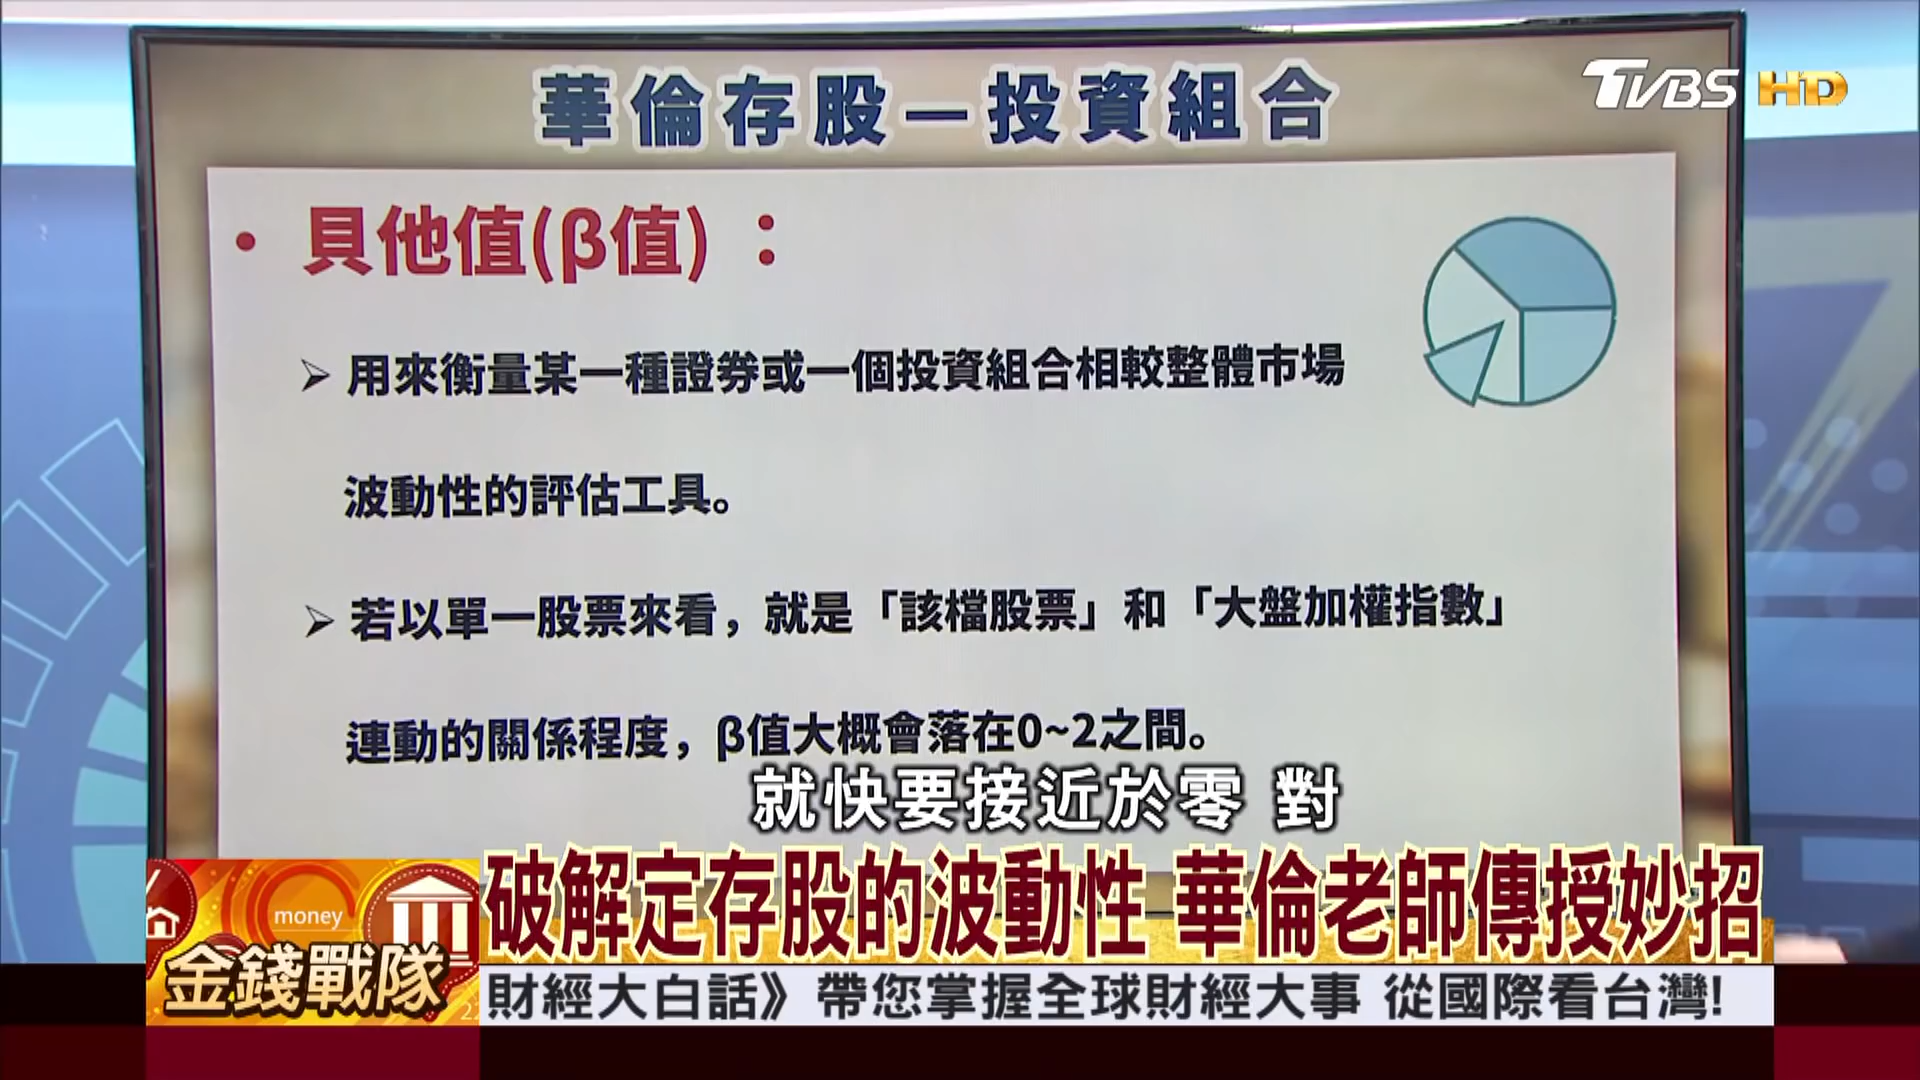 華倫存股－投資組合
TVBS HD
• 貝他值(β值)：
➢ 用來衡量某一種證券或一個投資組合相較整體市場
波動性的評估工具。
➢ 若以單一股票來看，就是「該檔股票」和「大盤加權指數」
連動的關係程度，β值大概會落在0~2之間。
就快要接近於零 對
money
金錢戰隊
破解定存股的波動性 華倫老師傳授妙招
財經大白話》帶您掌握全球財經大事 從國際看台灣!